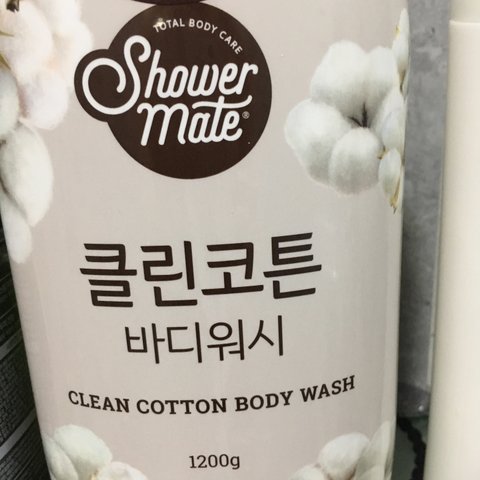 TOTAL BODY CARE
Shower
mate®
클린코튼
바디워시
CLEAN COTTON BODY WASH
1200g